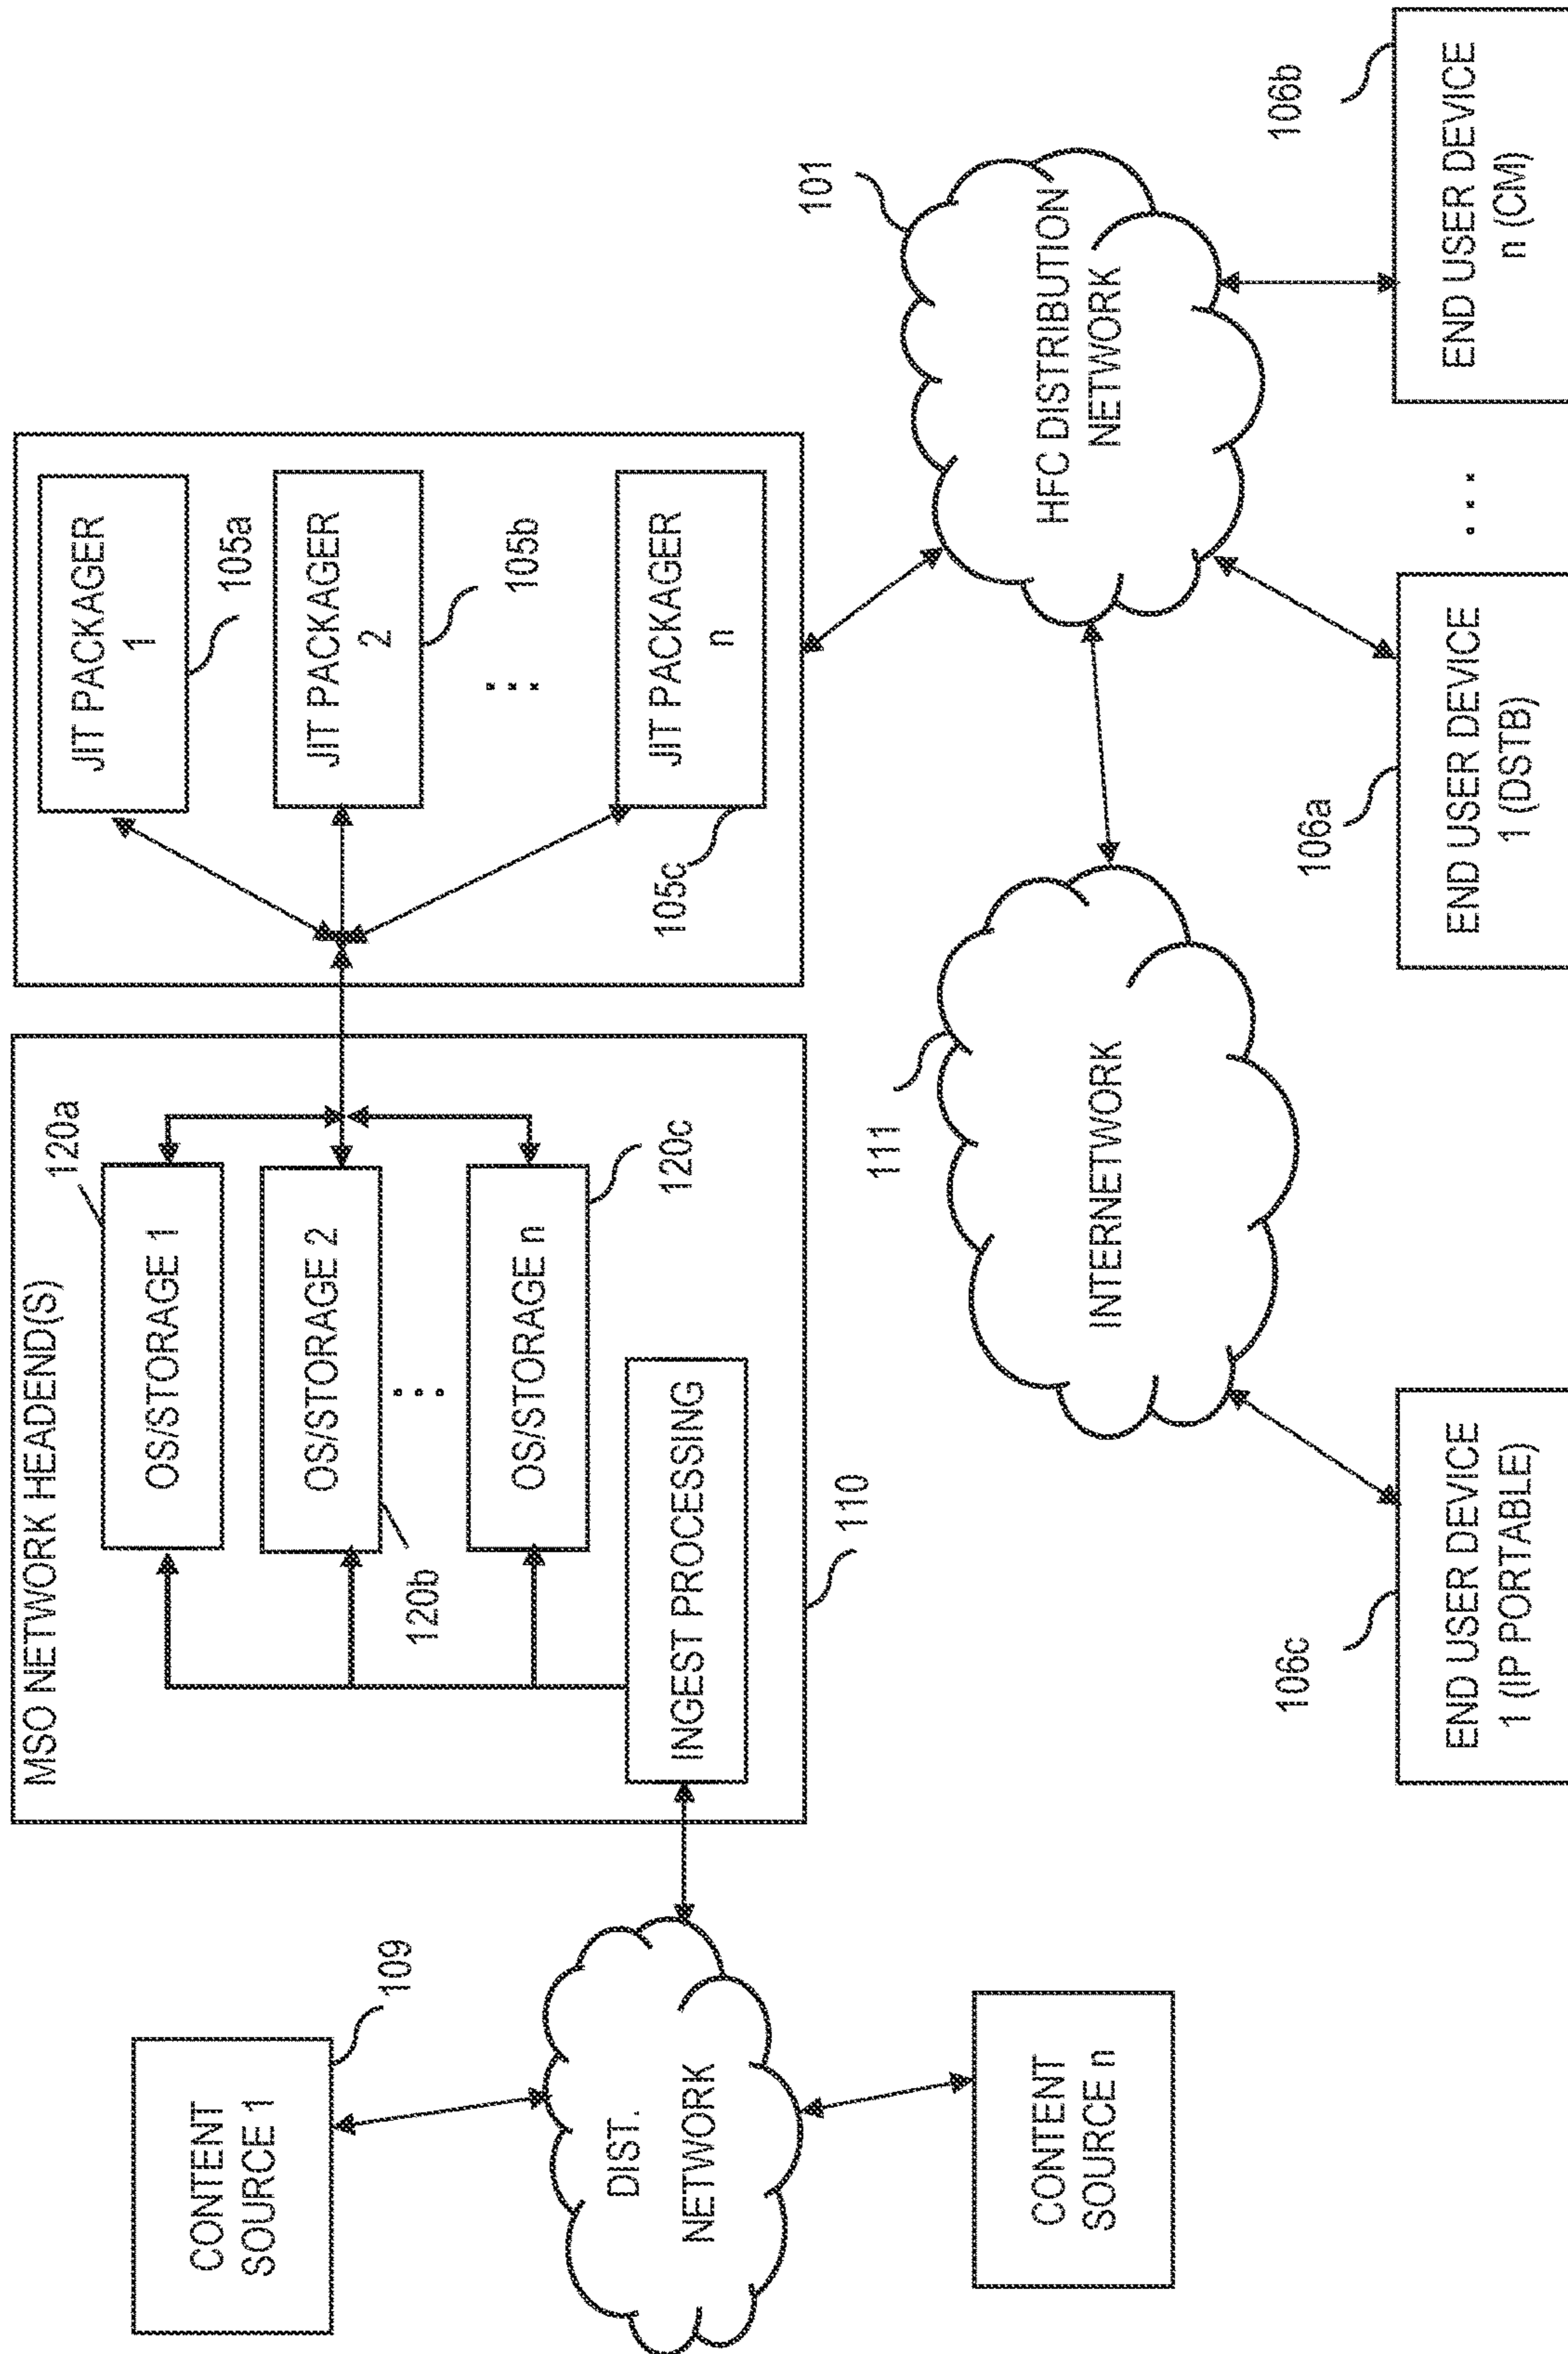 CONTENT
SOURCE 1
109
DIST.
NETWORK
CONTENT
SOURCE n
MSO NETWORK HEADEND(S)
120a
OS/STORAGE 1
OS/STORAGE 2
120b
OS/STORAGE n
120c
INGEST PROCESSING
110
JIT PACKAGER
1
105a
JIT PACKAGER
2
105b
JIT PACKAGER
n
105c
101
HFC DISTRIBUTION
NETWORK
111
INTERNETWORK
106c
END USER DEVICE
1 (IP PORTABLE)
106a
END USER DEVICE
1 (DSTB)
106b
END USER DEVICE
n (CM)